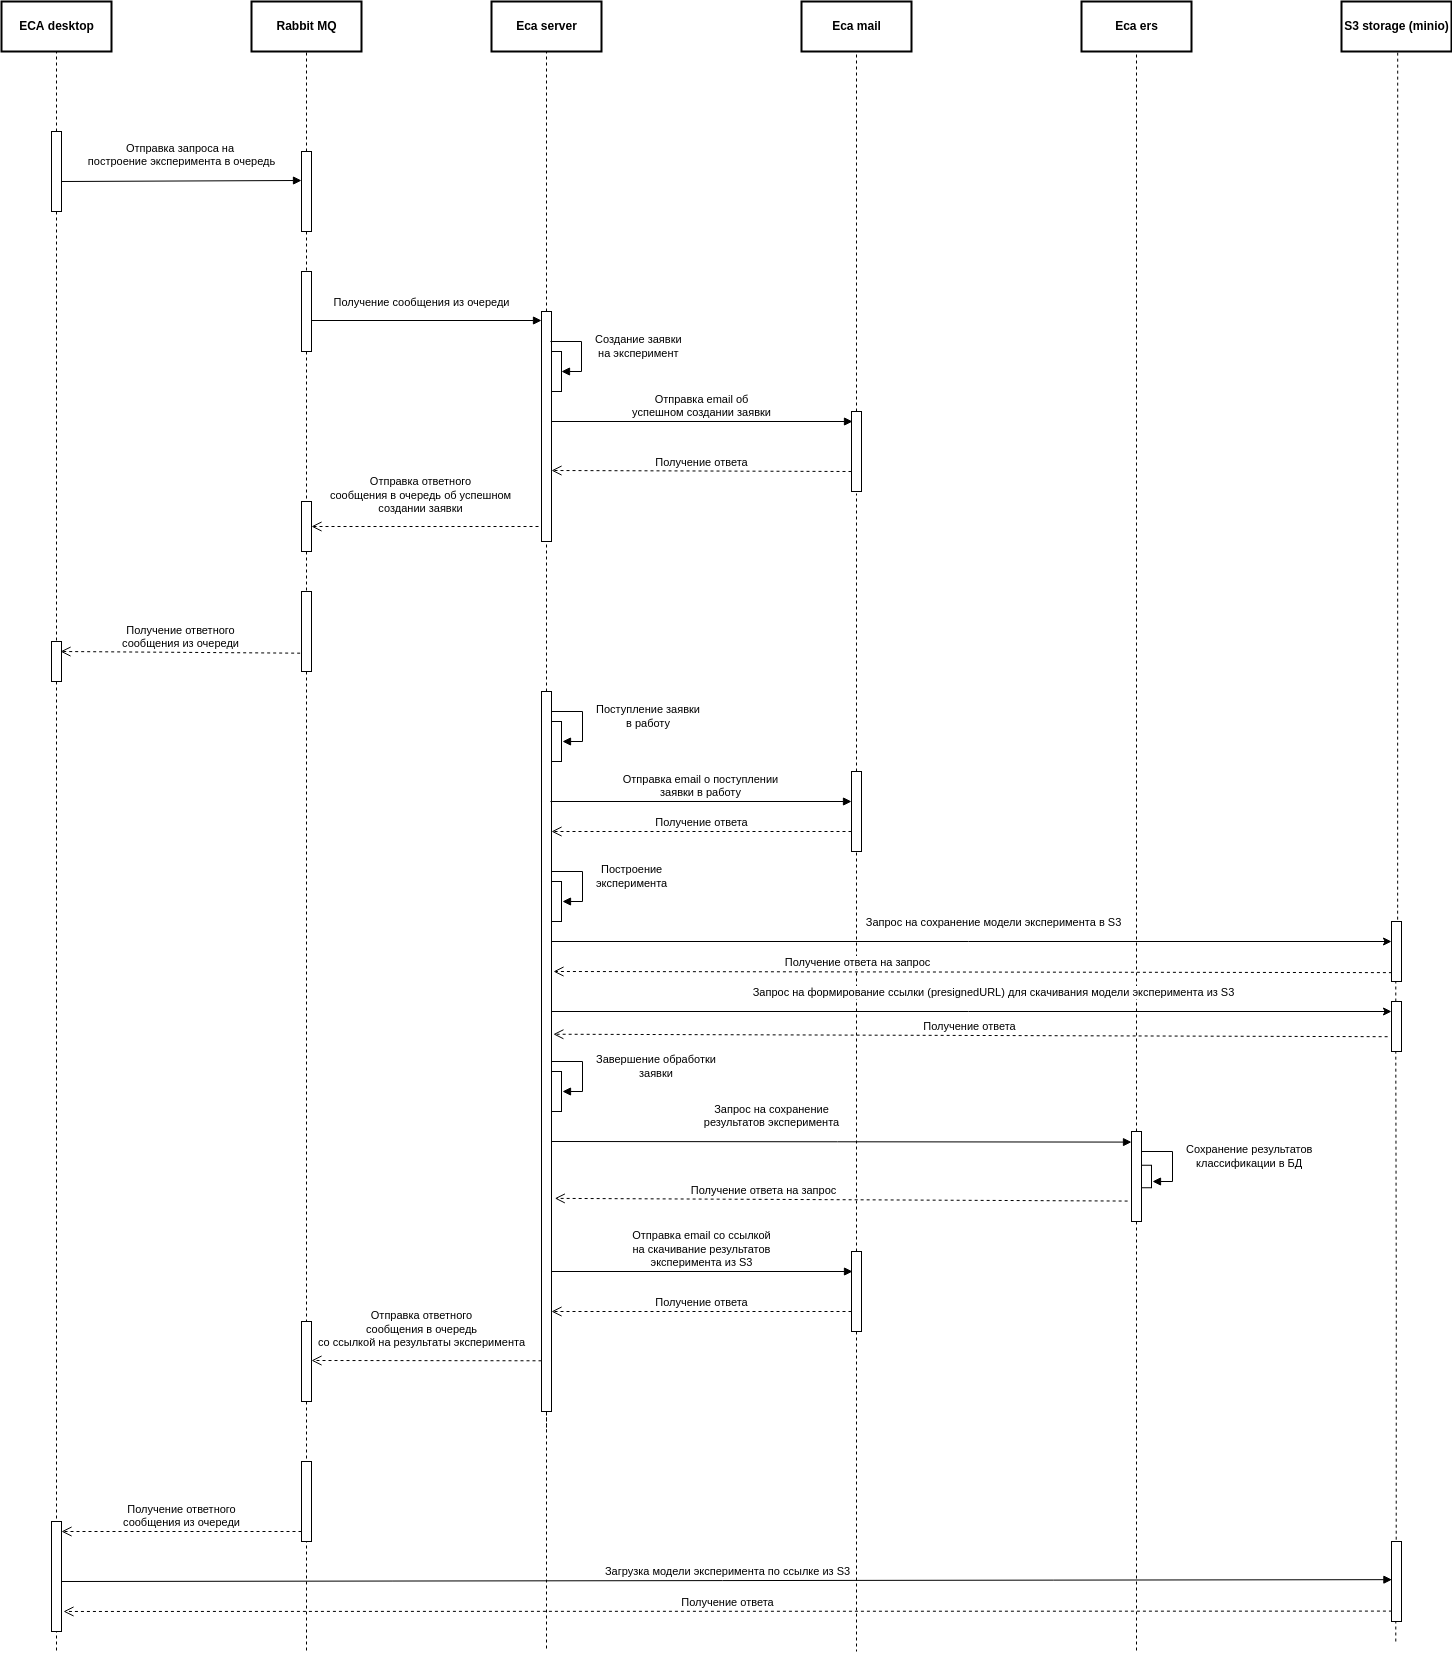 ECA desktop
Rabbit MQ
Eca server
Eca mail
Eca ers
S3 storage (minio)
Отправка запроса на
построение эксперимента в очередь
Получение сообщения из очереди
Создание заявки
на эксперимент
Отправка email об
успешном создании заявки
Получение ответа
Отправка ответного
сообщения в очередь об успешном
создании заявки
Получение ответного
сообщения из очереди
Поступление заявки
в работу
Отправка email о поступлении
заявки в работу
Получение ответа
Построение
эксперимента
Запрос на сохранение модели эксперимента в S3
Получение ответа на запрос
Запрос на формирование ссылки (presignedURL) для скачивания модели эксперимента из S3
Получение ответа
Завершение обработки
заявки
Запрос на сохранение
результатов эксперимента
Сохранение результатов
классификации в БД
Получение ответа на запрос
Отправка email со ссылкой
на скачивание результатов
эксперимента из S3
Получение ответа
Отправка ответного
сообщения в очередь
со ссылкой на результаты эксперимента
Получение ответного
сообщения из очереди
Загрузка модели эксперимента по ссылке из S3
Получение ответа